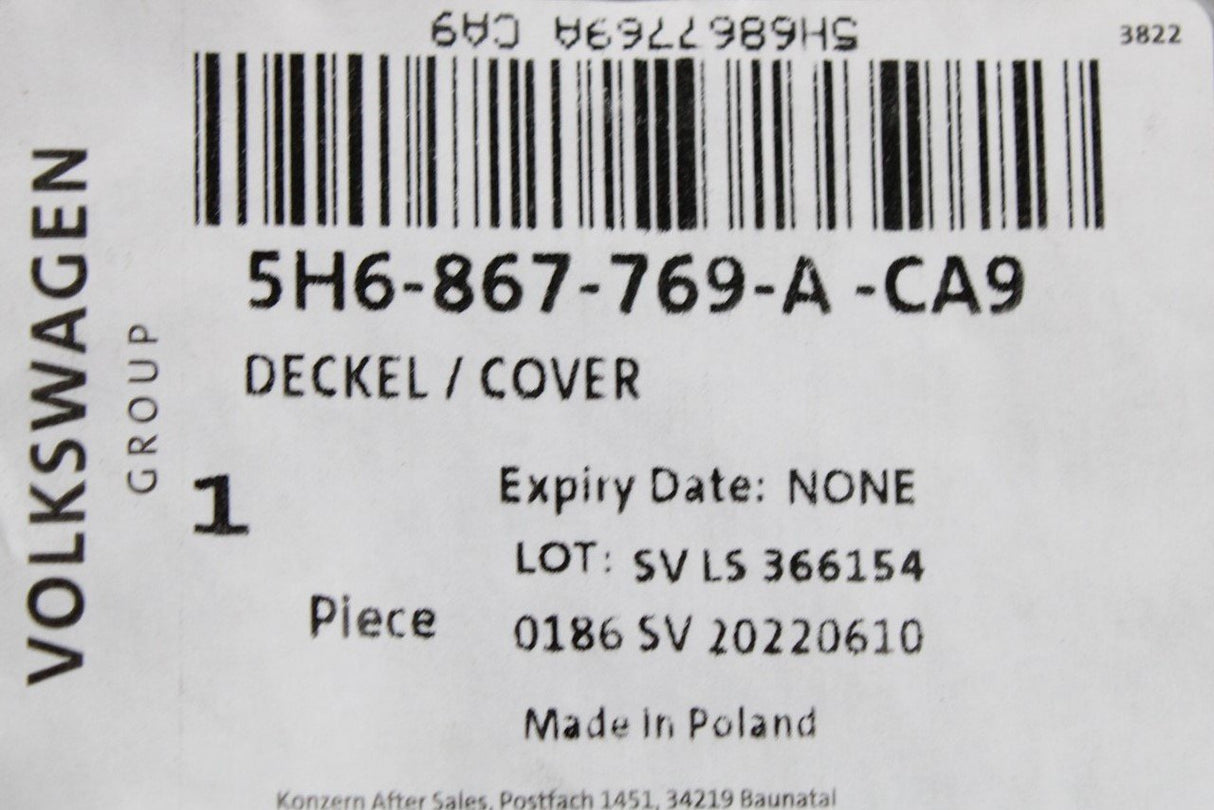 5H6867769A CA9
3822
5H6-867-769-A -CA9
DECKEL / COVER
VOLKSWAGEN
GROUP
1
Piece
Expiry Date: NONE
LOT: SV LS 366154
0186 SV 20220610
Made in Poland
Konzern After Sales, Postfach 1451, 34219 Baunatal